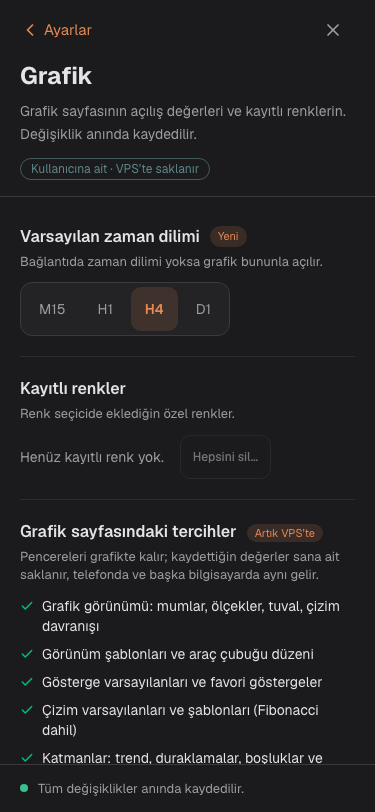 Ayarlar
Grafik
Grafik sayfasının açılış değerleri ve kayıtlı renklerin.
Değişiklik anında kaydedilir.
Kullanıcına ait · VPS'te saklanır
Varsayılan zaman dilimi Yeni
Bağlantıda zaman dilimi yoksa grafik bununla açılır.
M15 H1 H4 D1
Kayıtlı renkler
Renk seçicide eklediğin özel renkler.
Henüz kayıtlı renk yok. Hepsini sil...
Grafik sayfasındaki tercihler Artık VPS'te
Pencereleri grafikte kalır; kaydettiğin değerler sana ait
saklanır, telefonda ve başka bilgisayarda aynı gelir.
Grafik görünümü: mumlar, ölçekler, tuval, çizim
davranışı
Görünüm şablonları ve araç çubuğu düzeni
Gösterge varsayılanları ve favori göstergeler
Çizim varsayılanları ve şablonları (Fibonacci
dahil)
Katmanlar: trend, duraklamalar, boşluklar ve
Tüm değişiklikler anında kaydedilir.